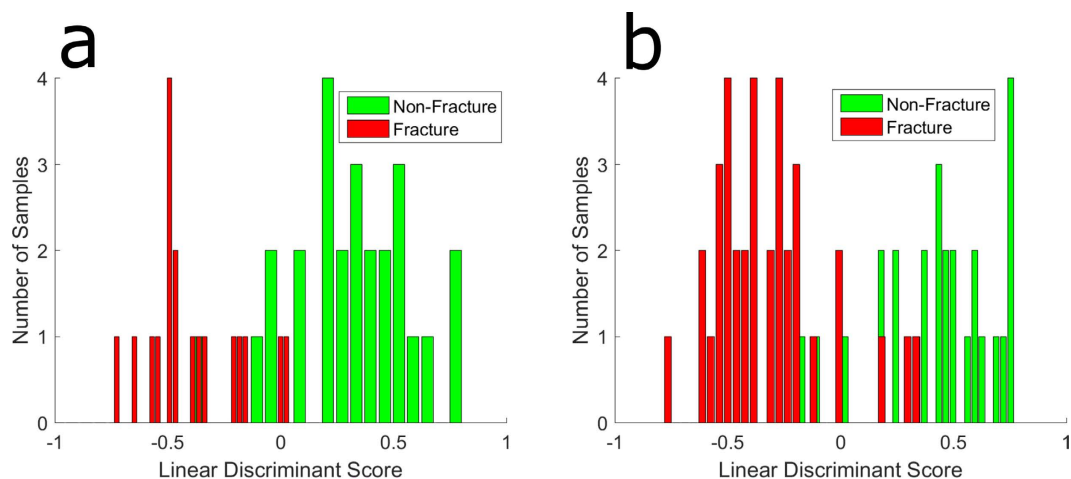 a
4
3
2
1
0
Number of Samples
-1
-0.5
0
0.5
1
Linear Discriminant Score
Non-Fracture
Fracture
b
4
3
2
1
0
Number of Samples
-1
-0.5
0
0.5
1
Linear Discriminant Score
Non-Fracture
Fracture